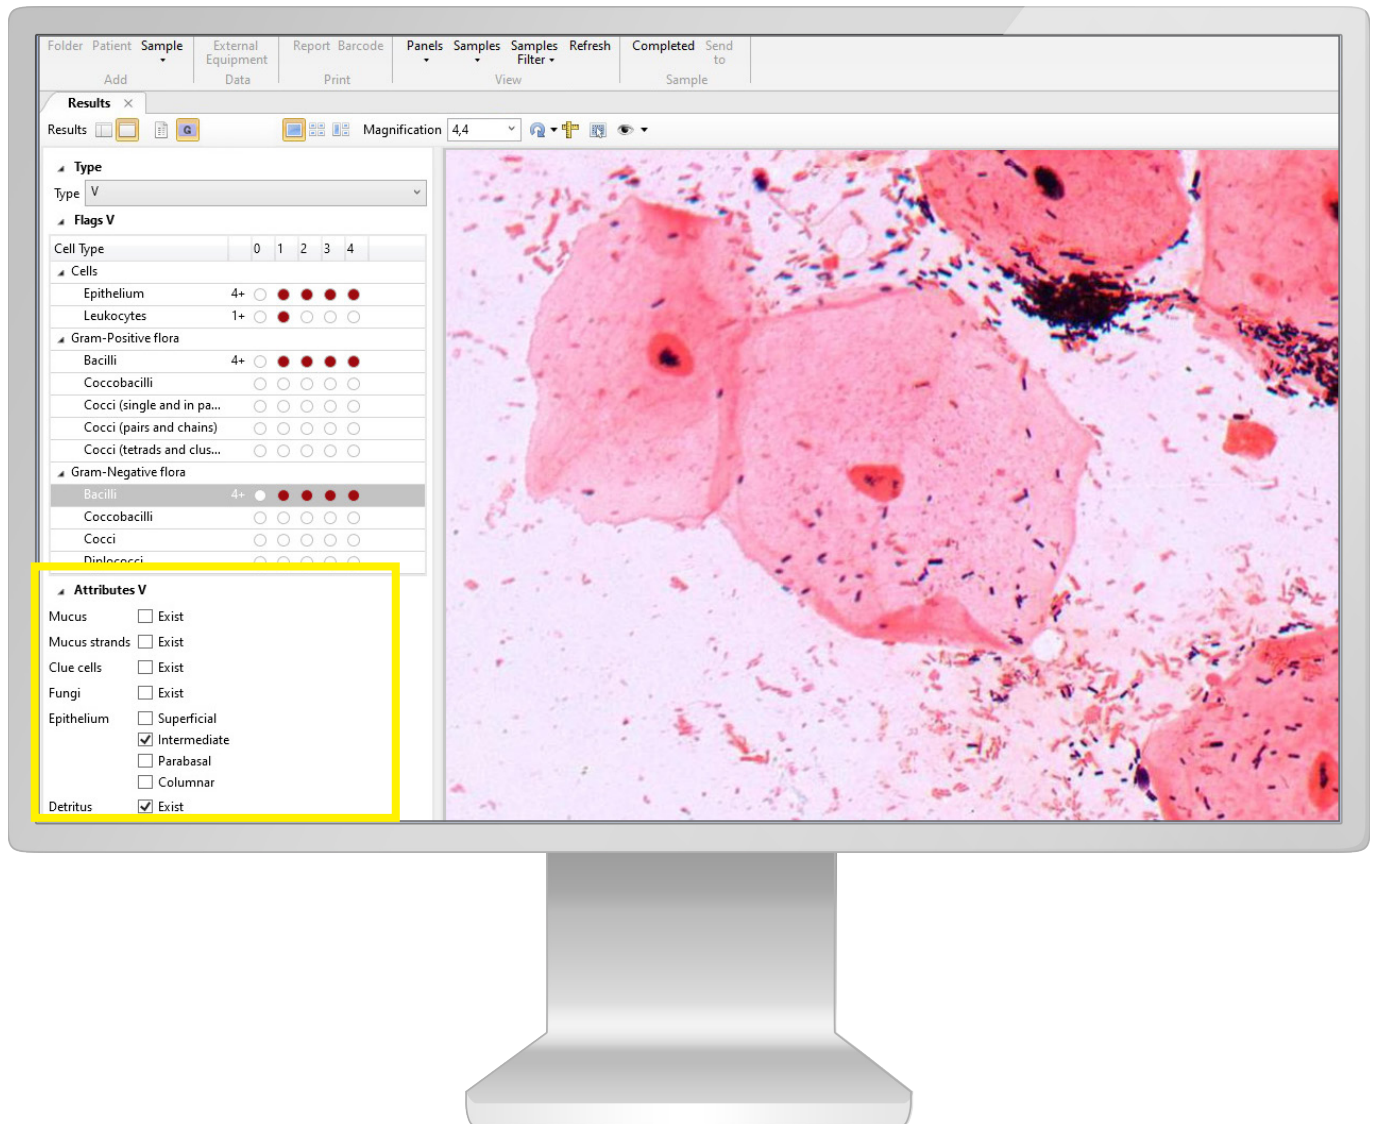 Folder Patient Sample External Equipment Report Barcode Panels Samples Samples Filter Refresh Completed Send to
Add Data Print View Sample
Results
Results G Magnification 4,4
Type
Type V
Flags V
Cell Type 0 1 2 3 4
Cells
Epithelium 4+
Leukocytes 1+
Gram-Positive flora
Bacilli 4+
Coccobacilli
Cocci (single and in pa...
Cocci (pairs and chains)
Cocci (tetrads and clus...
Gram-Negative flora
Bacilli 4+
Coccobacilli
Cocci
Diplococci
Attributes V
Mucus Exist
Mucus strands Exist
Clue cells Exist
Fungi Exist
Epithelium Superficial
Intermediate
Parabasal
Columnar
Detritus Exist